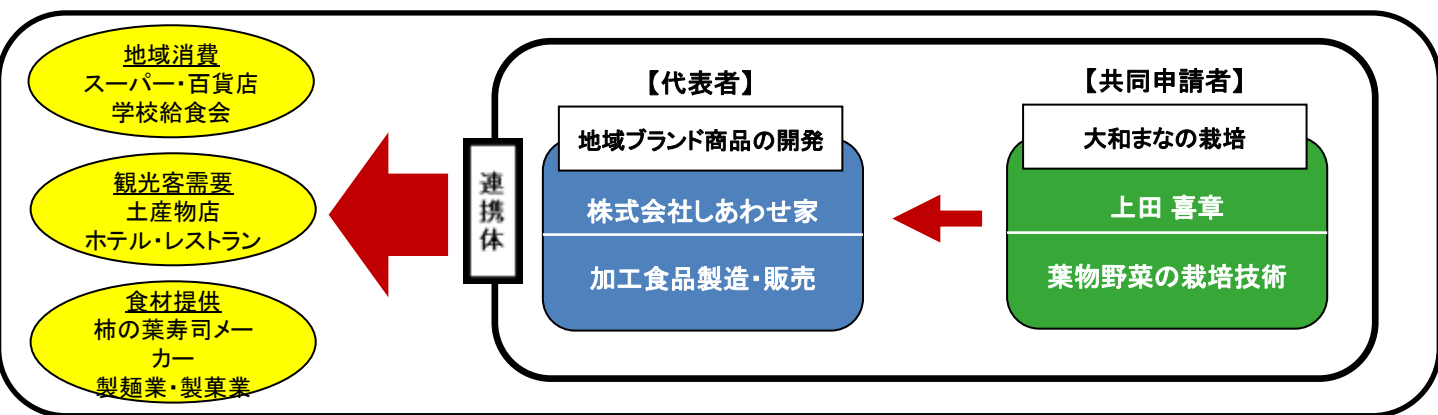 地域消費
スーパー・百貨店
学校給食会
観光客需要
土産物店
ホテル・レストラン
食材提供
柿の葉寿司メー
カー
製麺業・製菓業
連携体
【代表者】
地域ブランド商品の開発
株式会社しあわせ家
加工食品製造・販売
【共同申請者】
大和まなの栽培
上田 喜章
葉物野菜の栽培技術